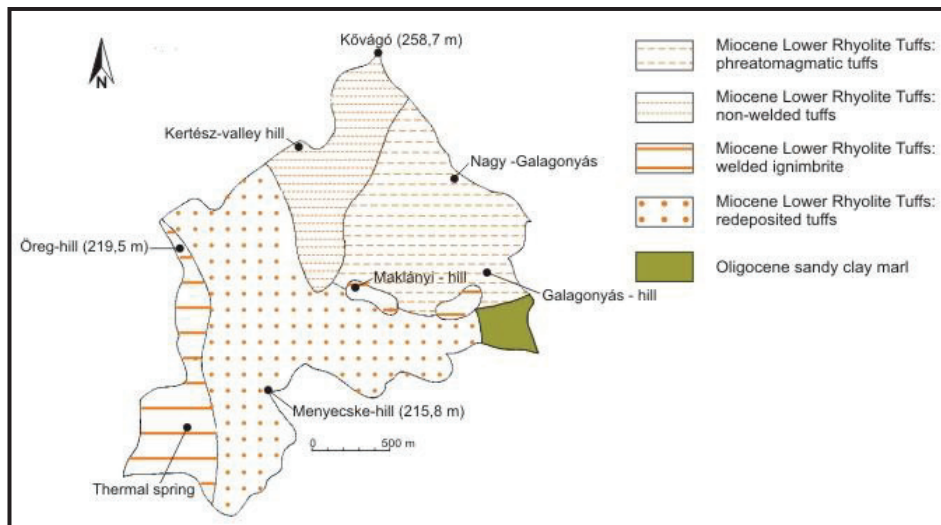 Kővágó (258,7 m)
N
Kertész-valley hill
Nagy -Galagonyás
Öreg-hill (219,5 m)
Maklányi - hill
Galagonyás - hill
Menyecske-hill (215,8 m)
0 500 m
Thermal spring
Miocene Lower Rhyolite Tuffs:
phreatomagmatic tuffs
Miocene Lower Rhyolite Tuffs:
non-welded tuffs
Miocene Lower Rhyolite Tuffs:
welded ignimbrite
Miocene Lower Rhyolite Tuffs:
redeposited tuffs
Oligocene sandy clay marl